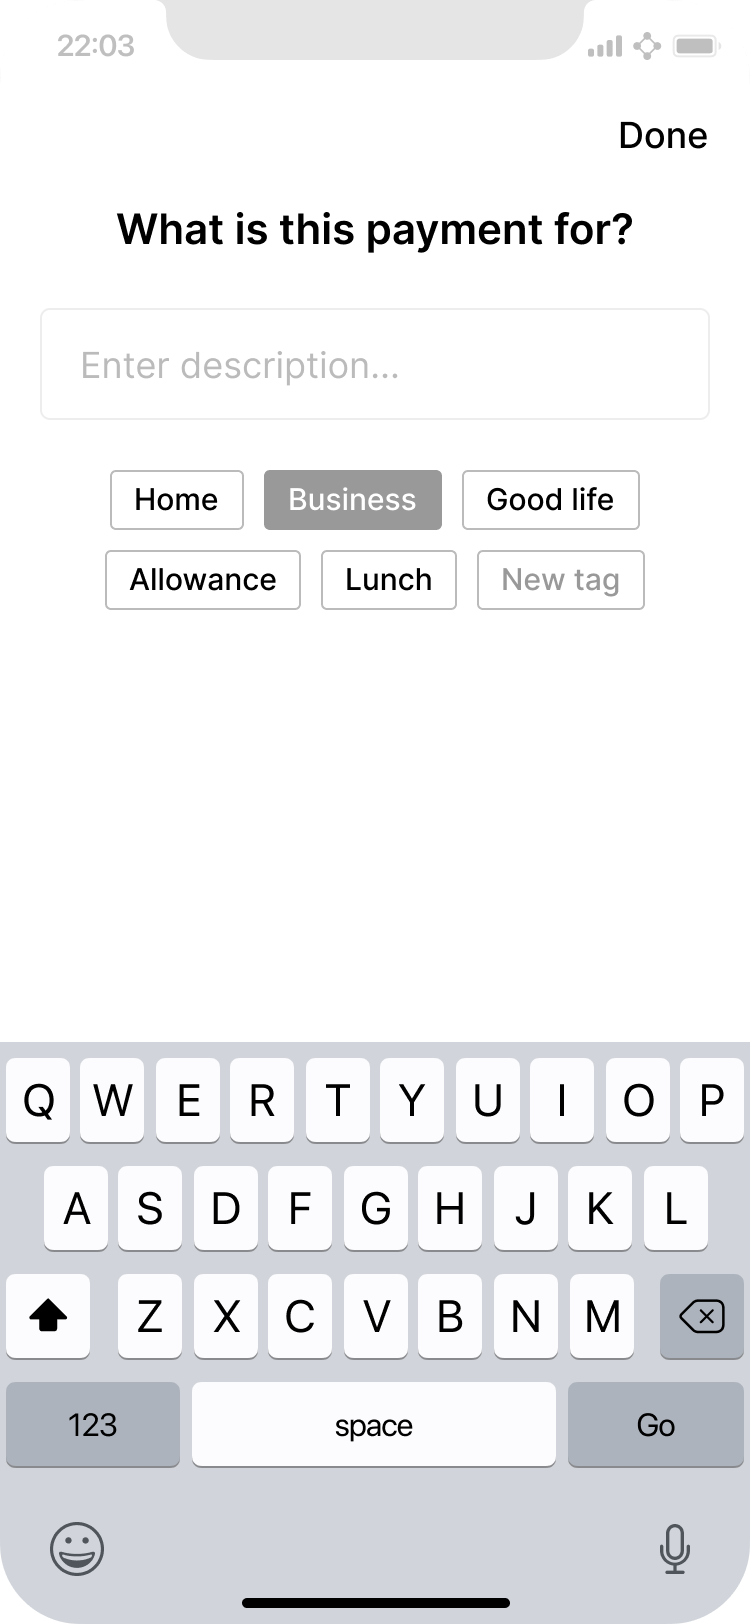 22:03
Done
What is this payment for?
Enter description...
Home Business Good life
Allowance Lunch New tag
Q W E R T Y U I O P
A S D F G H J K L
Z X C V B N M
123 space Go